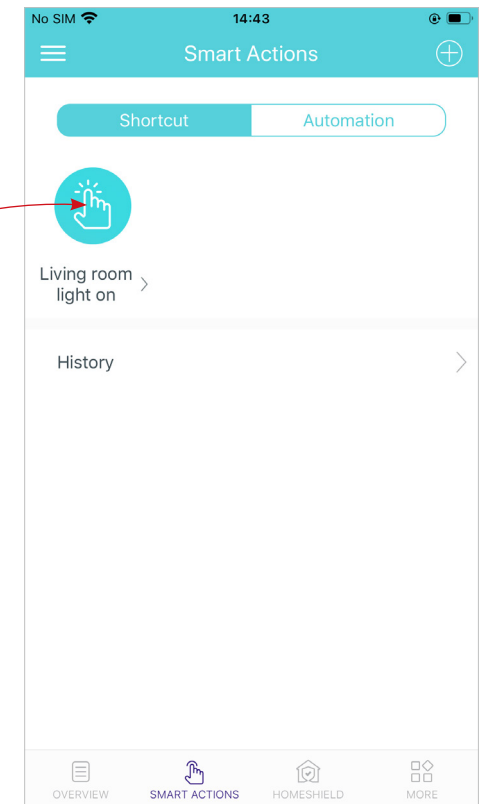 No SIM 14:43
Smart Actions
Shortcut Automation
Living room
light on
History
OVERVIEW SMART ACTIONS HOMESHIELD MORE